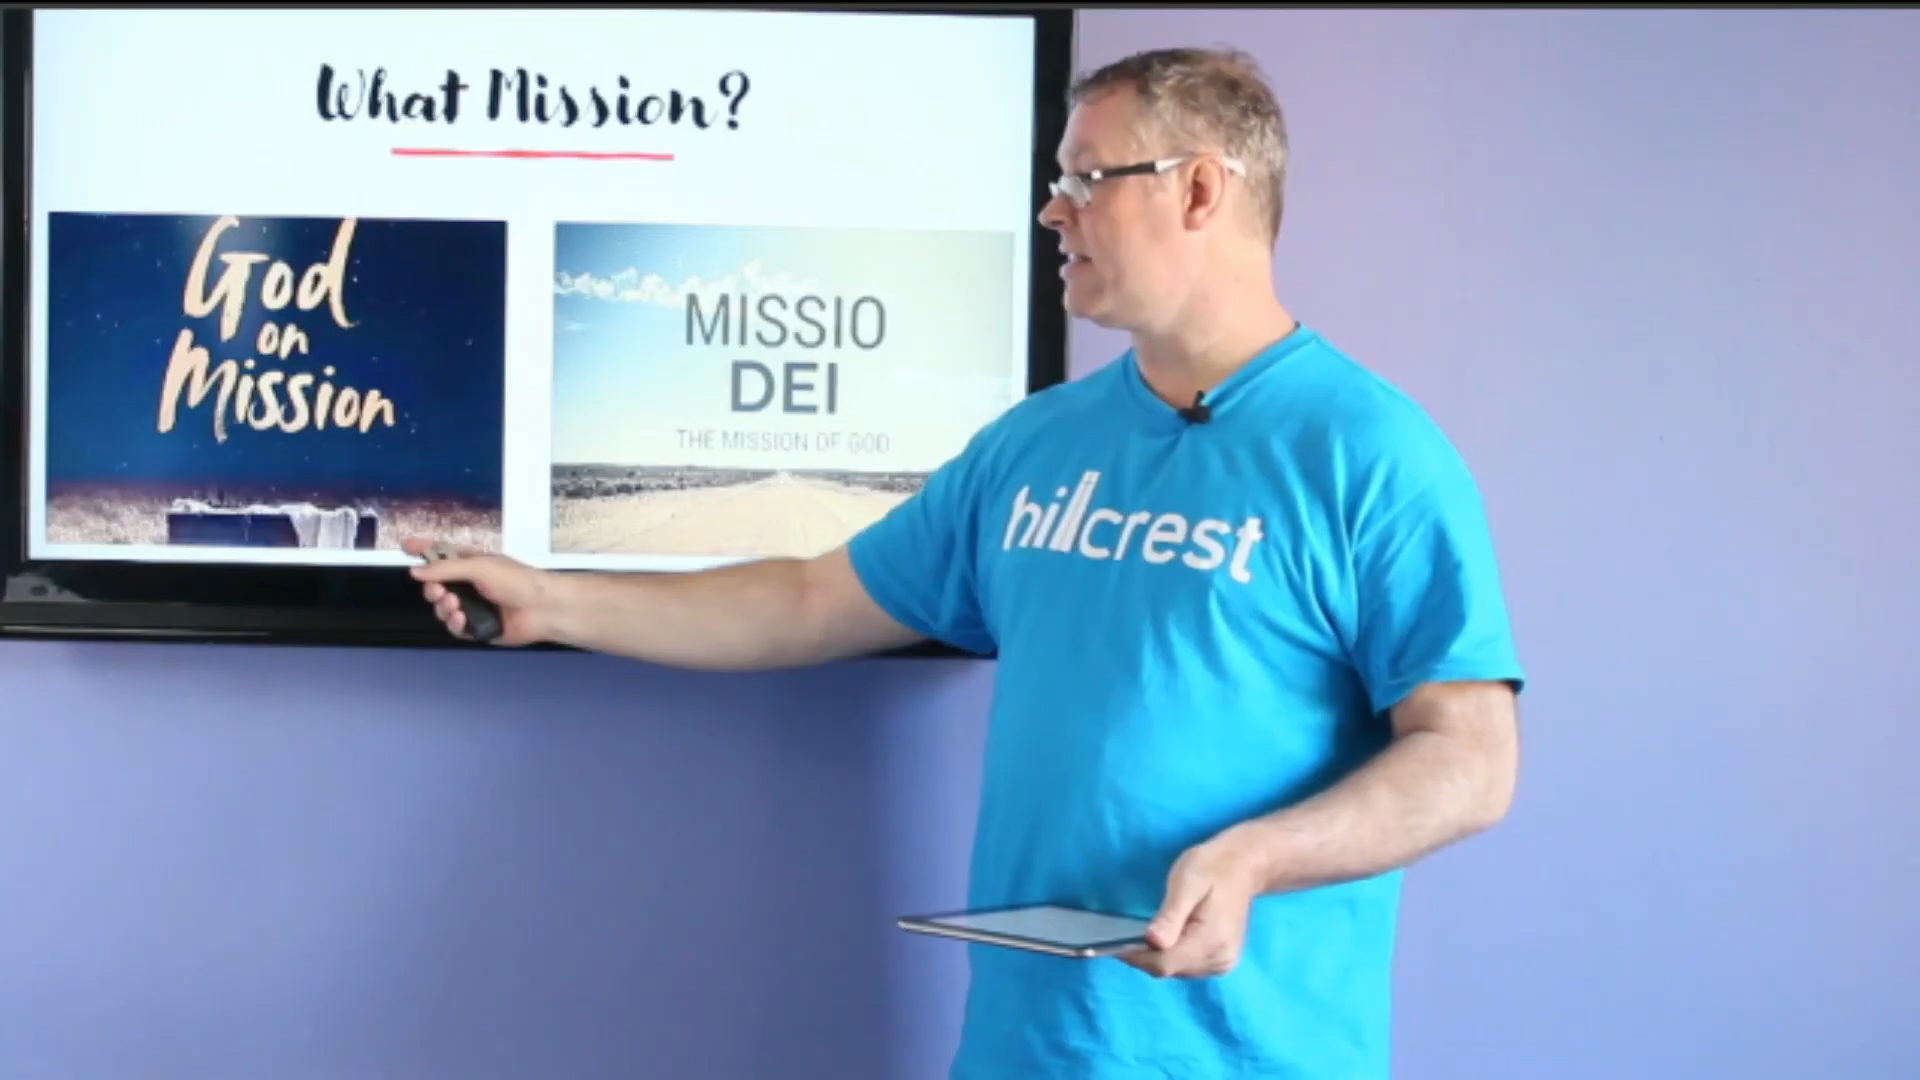 What Mission?
God
on
Mission
MISSIO
DEI
THE MISSION OF GOD
hillcrest